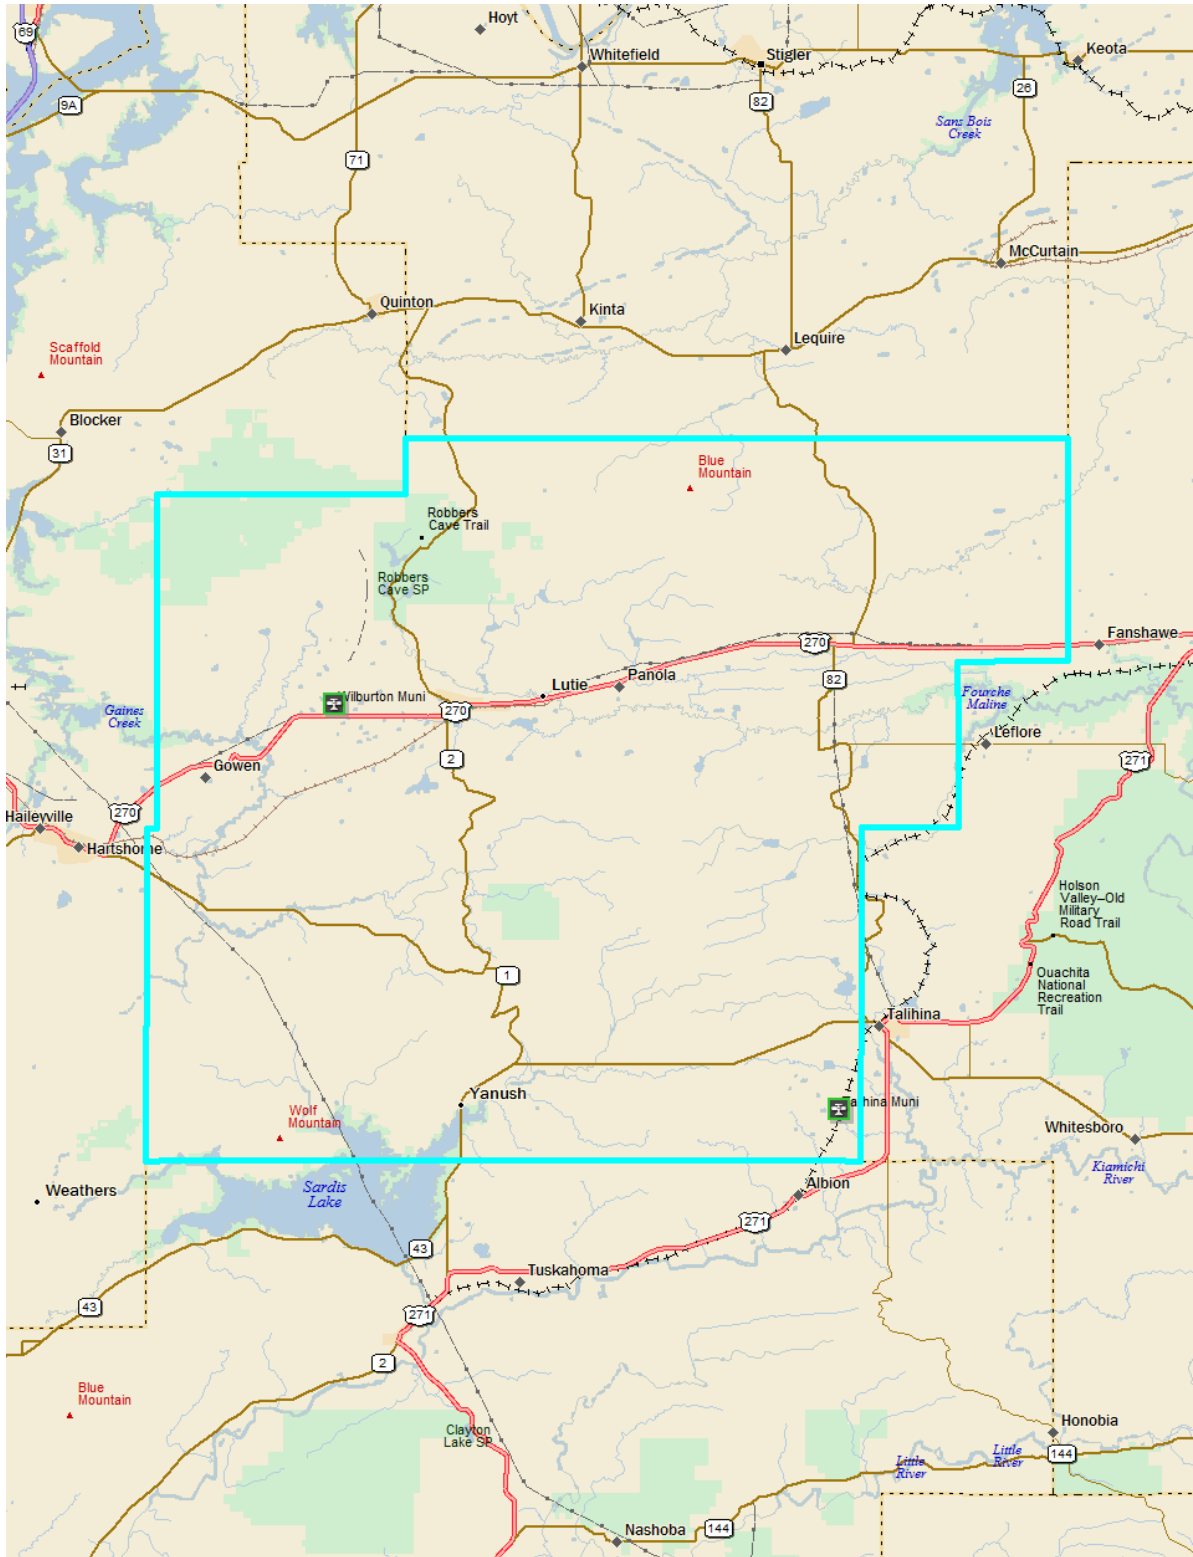 Hoyt
69
Whitefield
Stigler
Keota
9A
82
26
Sans Bois
Creek
71
McCurtain
Quinton
Kinta
Lequire
Scaffold
Mountain
Blocker
31
Blue
Mountain
Robbers
Cave Trail
Robbers
Cave SP
270
Fanshawe
Lutie
Panola
82
Wilburton Muni
Gaines
Creek
270
Fourche
Maline
Leflore
2
Gowen
271
270
Haileyville
Hartshorne
Holson
Valley–Old
Military
Road Trail
1
Ouachita
National
Recreation
Trail
Talihina
Yanush
Talihina Muni
Wolf
Mountain
Whitesboro
Kiamichi
River
Weathers
Sardis
Lake
Albion
271
43
Tuskahoma
43
271
2
Blue
Mountain
Clayton
Lake SP
Honobia
Little
River
Little
River
144
Nashoba
144